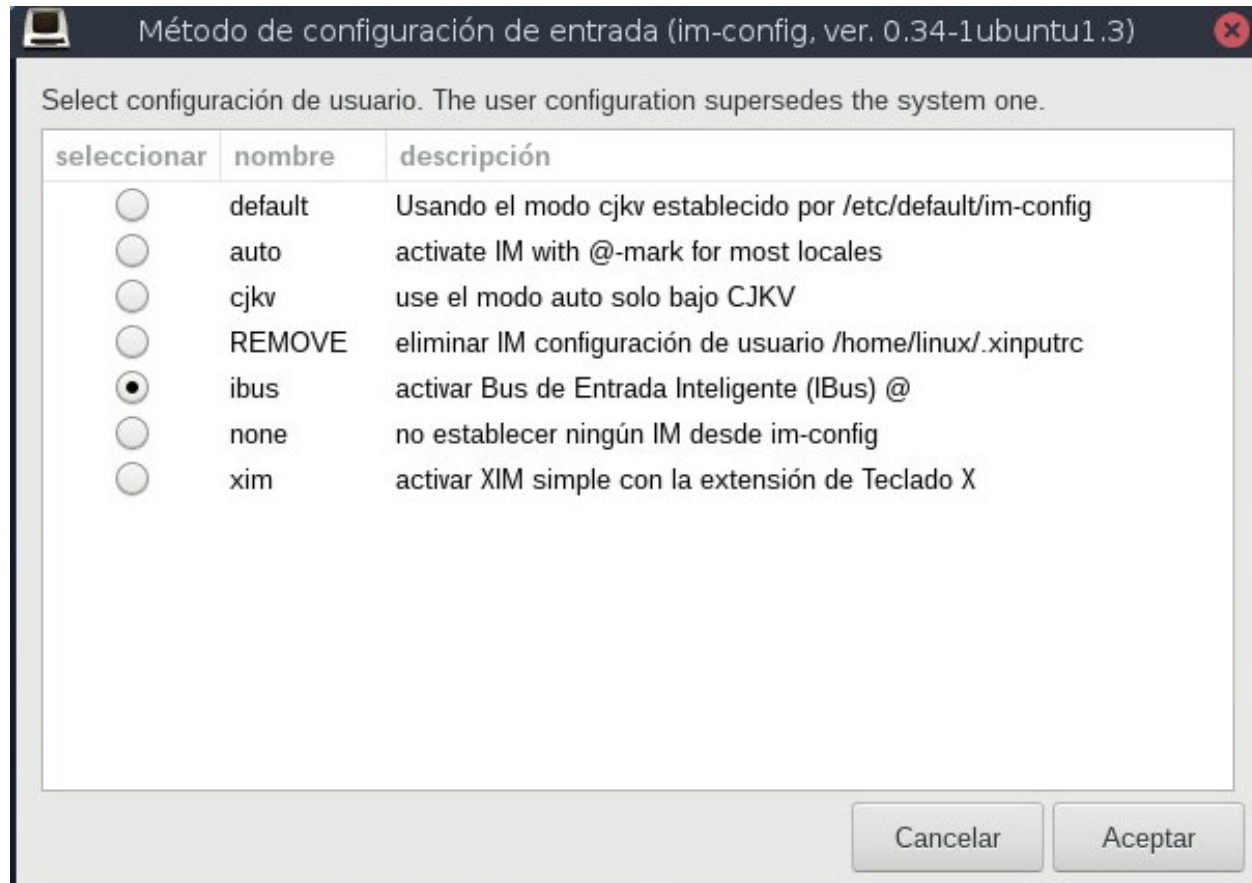 Método de configuración de entrada (im-config, ver. 0.34-1ubuntu1.3)
Select configuración de usuario. The user configuration supersedes the system one.
seleccionar nombre descripción
default Usando el modo cjkv establecido por /etc/default/im-config
auto activate IM with @-mark for most locales
cjkv use el modo auto solo bajo CJKV
REMOVE eliminar IM configuración de usuario /home/linux/.xinputrc
ibus activar Bus de Entrada Inteligente (IBus) @
none no establecer ningún IM desde im-config
xim activar XIM simple con la extensión de Teclado X
Cancelar Aceptar